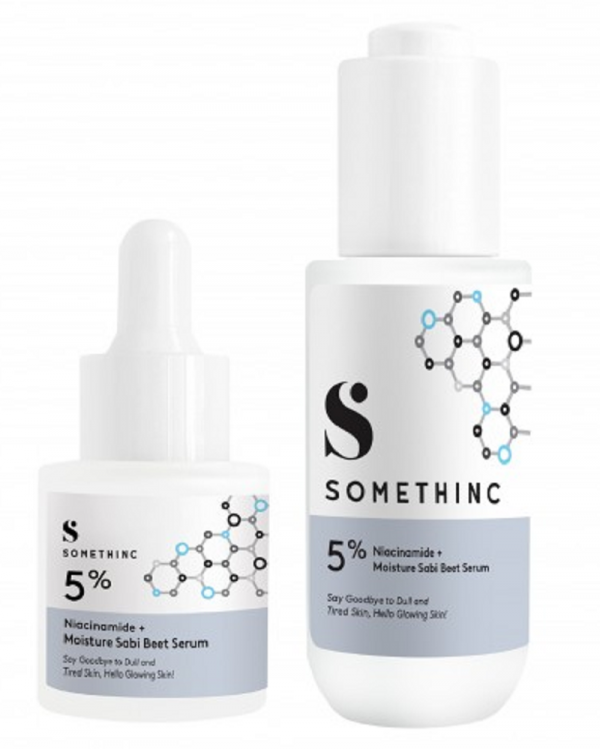 S
SOMETHINC
5%
Niacinamide +
Moisture Sabi Beet Serum
Say Goodbye to Dull and
Tired Skin, Hello Glowing Skin!
S
SOMETHINC
5% Niacinamide +
Moisture Sabi Beet Serum
Say Goodbye to Dull and
Tired Skin, Hello Glowing Skin!